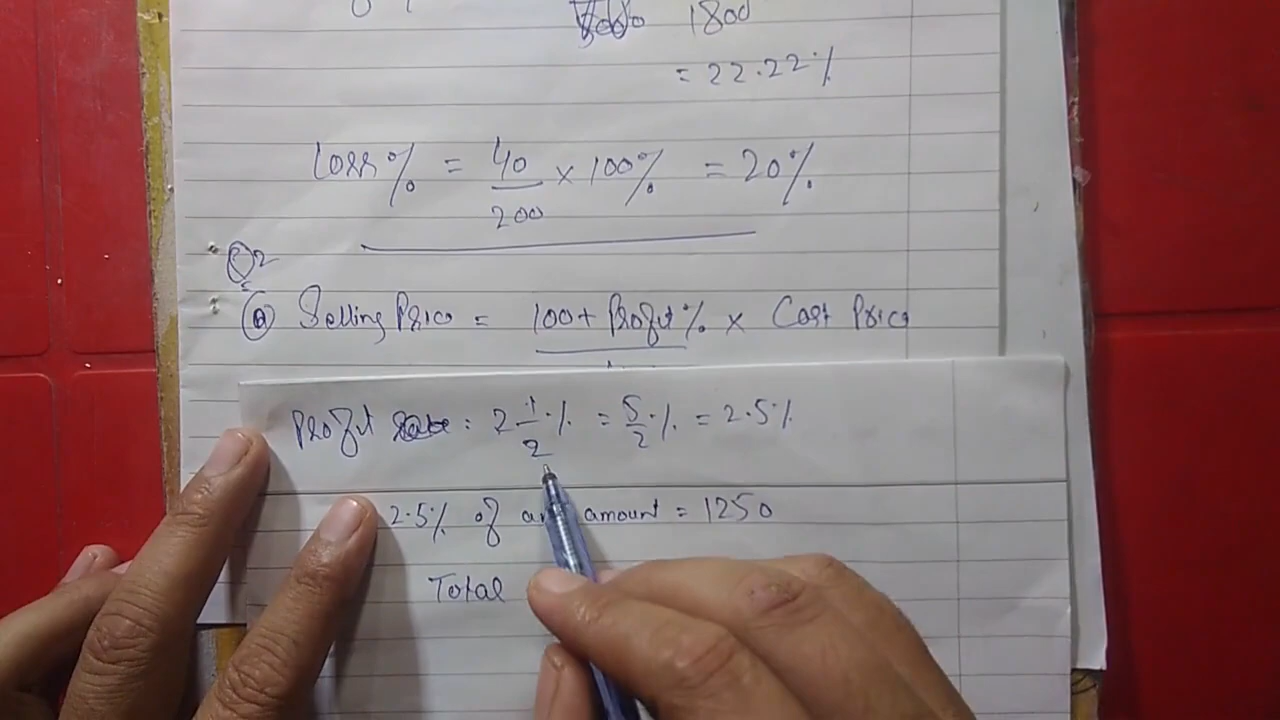 1800
= 22.22%
Loss% = 40/200 x 100% = 20%
Q2
(a) Selling Price = 100+ Profit% x Cost Price
Profit : 2 1/2 % = 5/2 % = 2.5%
2.5% of an amount = 1250
Total